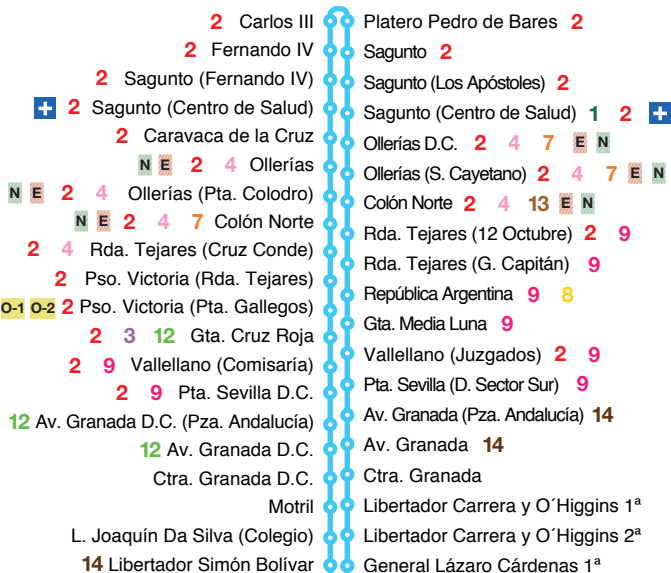 2 Carlos III
2 Fernando IV
2 Sagunto (Fernando IV)
+ 2 Sagunto (Centro de Salud)
2 Caravaca de la Cruz
N E 2 4 Ollerías
N E 2 4 Ollerías (Pta. Colodro)
N E 2 4 7 Colón Norte
2 4 Rda. Tejares (Cruz Conde)
2 Pso. Victoria (Rda. Tejares)
O-1 O-2 2 Pso. Victoria (Pta. Gallegos)
2 3 12 Gta. Cruz Roja
2 9 Vallellano (Comisaría)
2 9 Pta. Sevilla D.C.
12 Av. Granada D.C. (Pza. Andalucía)
12 Av. Granada D.C.
Ctra. Granada D.C.
Motril
L. Joaquín Da Silva (Colegio)
14 Libertador Simón Bolívar
Platero Pedro de Bares 2
Sagunto 2
Sagunto (Los Apóstoles) 2
Sagunto (Centro de Salud) 1 2 +
Ollerías D.C. 2 4 7 E N
Ollerías (S. Cayetano) 2 4 7 E N
Colón Norte 2 4 13 E N
Rda. Tejares (12 Octubre) 2 9
Rda. Tejares (G. Capitán) 9
República Argentina 9 8
Gta. Media Luna 9
Vallellano (Juzgados) 2 9
Pta. Sevilla (D. Sector Sur) 9
Av. Granada (Pza. Andalucía) 14
Av. Granada 14
Ctra. Granada
Libertador Carrera y O´Higgins 1ª
Libertador Carrera y O´Higgins 2ª
General Lázaro Cárdenas 1ª